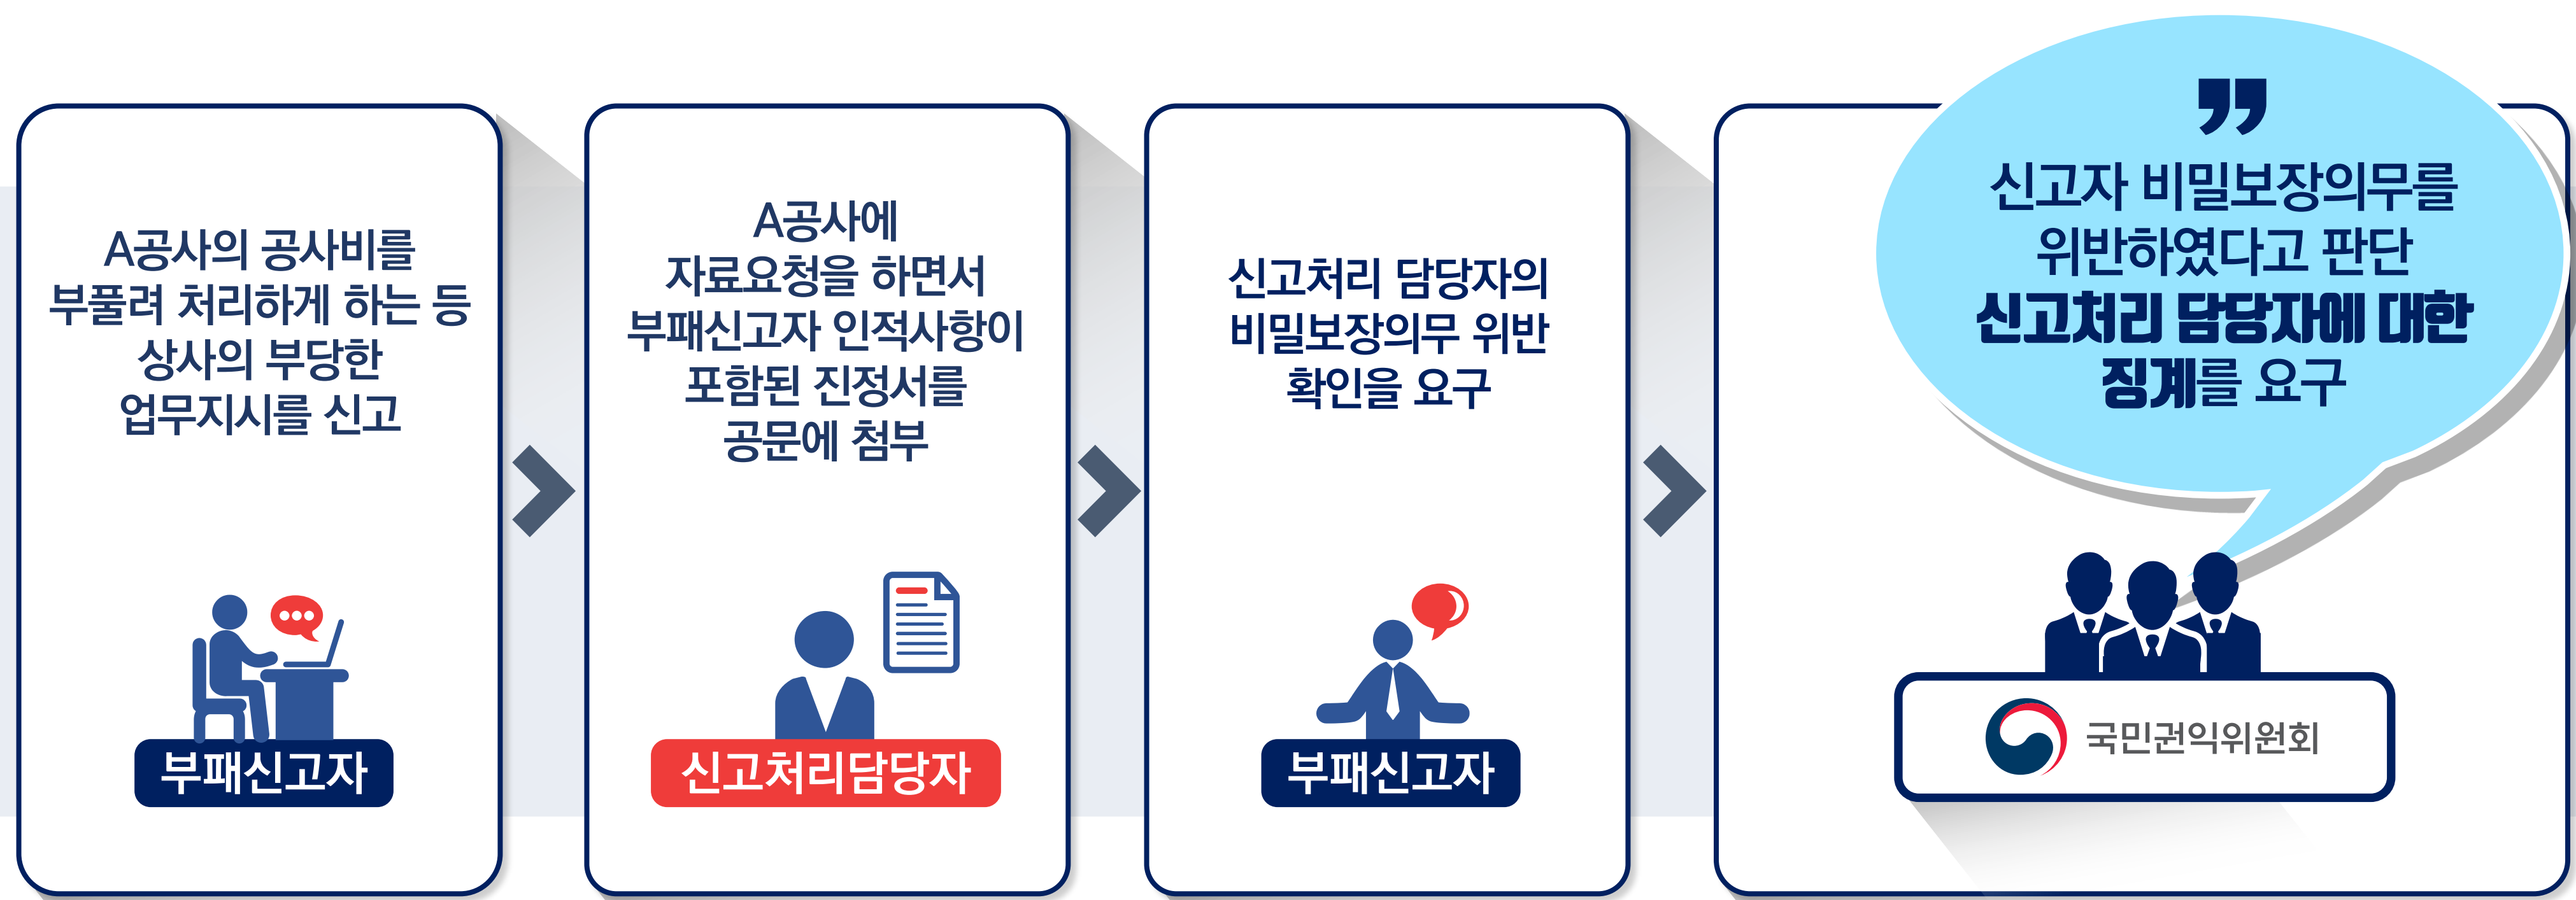 A공사의 공사비를
부풀려 처리하게 하는 등
상사의 부당한
업무지시를 신고
부패신고자
A공사에
자료요청을 하면서
부패신고자 인적사항이
포함된 진정서를
공문에 첨부
신고처리담당자
신고처리 담당자의
비밀보장의무 위반
확인을 요구
부패신고자
”
신고자 비밀보장의무를
위반하였다고 판단
신고처리 담당자에 대한
징계를 요구
국민권익위원회